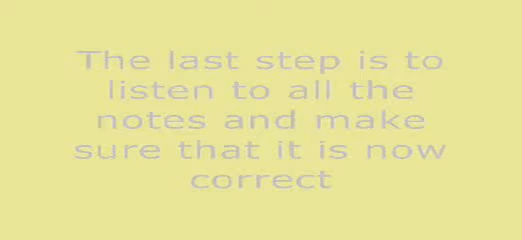 The last step is to
listen to all the
notes and make
sure that it is now
correct